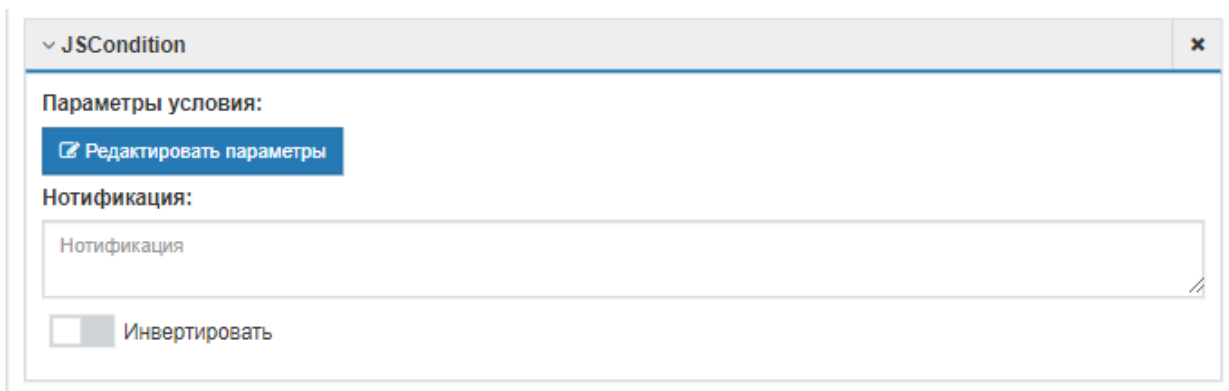 JSCondition
Параметры условия:
Редактировать параметры
Нотификация:
Нотификация
Инвертировать